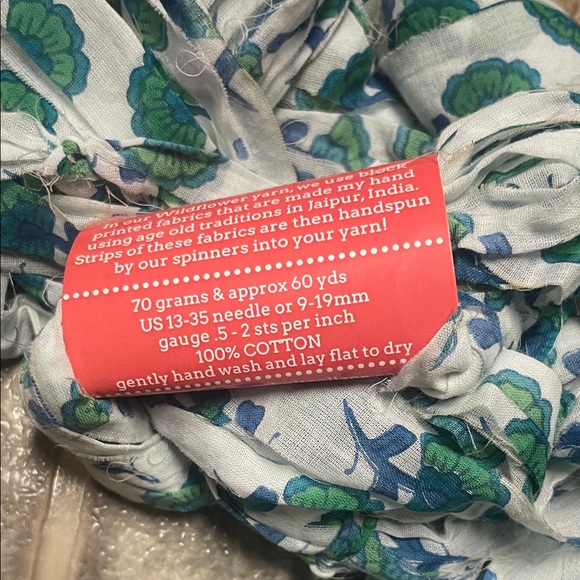 In our Wildflower yarn, we use block
printed fabrics that are made my hand
using age old traditions in Jaipur, India.
Strips of these fabrics are then handspun
by our spinners into your yarn!
70 grams & approx 60 yds
US 13-35 needle or 9-19mm
gauge .5 - 2 sts per inch
100% COTTON
gently hand wash and lay flat to dry